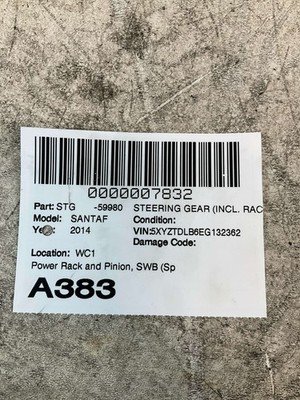 0000007832
Part: STG -59980 STEERING GEAR (INCL. RAC
Model: SANTAF Condition:
Year: 2014 VIN:5XYZTDLB6EG132362
Damage Code:
Location: WC1
Power Rack and Pinion, SWB (Sp
A383